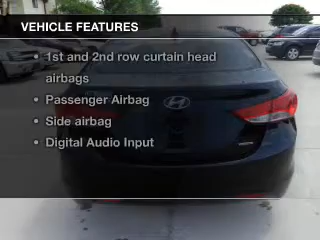 VEHICLE FEATURES
• 1st and 2nd row curtain head
airbags
• Passenger Airbag
• Side airbag
• Digital Audio Input